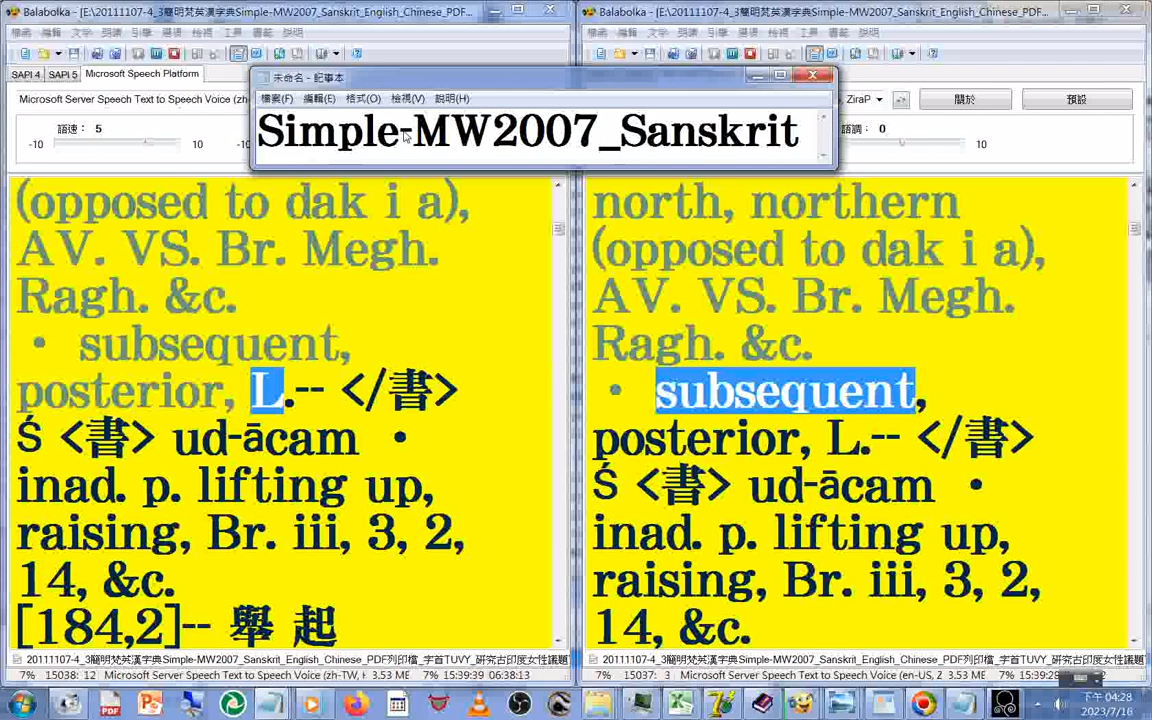 Balabolka - [E:\20111107-4_3簡明梵英漢字典Simple-MW2007_Sanskrit_English_Chinese_PDF...
Balabolka - [E:\20111107-4_3簡明梵英漢字典Simple-MW2007_Sanskrit_English_Chinese_PDF...
SAPI 4 SAPI 5 Microsoft Speech Platform
未命名 - 記事本
檔案(F) 編輯(E) 格式(O) 檢視(V) 說明(H)
Simple-MW2007_Sanskrit
Microsoft Server Speech Text to Speech Voice (zh-
ZiraP
關於
預設
語速： 5
語調： 0
-10
10
10
(opposed to dak i a),
AV. VS. Br. Megh.
Ragh. &c.
• subsequent,
posterior, L.-- </書>
Ś <書> ud-ācam •
inad. p. lifting up,
raising, Br. iii, 3, 2,
14, &c.
[184,2]-- 舉 起
north, northern
(opposed to dak i a),
AV. VS. Br. Megh.
Ragh. &c.
• subsequent,
posterior, L.-- </書>
Ś <書> ud-ācam •
inad. p. lifting up,
raising, Br. iii, 3, 2,
14, &c.
20111107-4_3簡明梵英漢字典Simple-MW2007_Sanskrit_English_Chinese_PDF列印檔_字首TUVY_研究古印度女性議題
20111107-4_3簡明梵英漢字典Simple-MW2007_Sanskrit_English_Chinese_PDF列印檔_字首TUVY_研究古印度女性議題
7% 15038: 12 Microsoft Server Speech Text to Speech Voice (zh-TW, 3.53 ME 15:39:39 06:38:13
7% 15037: 3 Microsoft Server Speech Text to Speech Voice (en-US, 3.53 ME 15:39:28
下午 04:28
2023/7/16